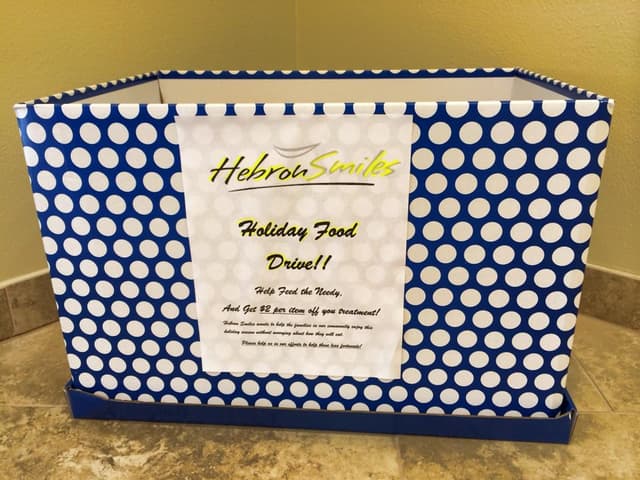 Hebron Smiles
Holiday Food
Drive!!
Help Feed the Needy,
And Get $2 per item off you treatment!
Hebron Smiles wants to help the families in our community enjoy this
holiday season without worrying about how they will eat.
Please help us in our efforts to help those less fortunate!